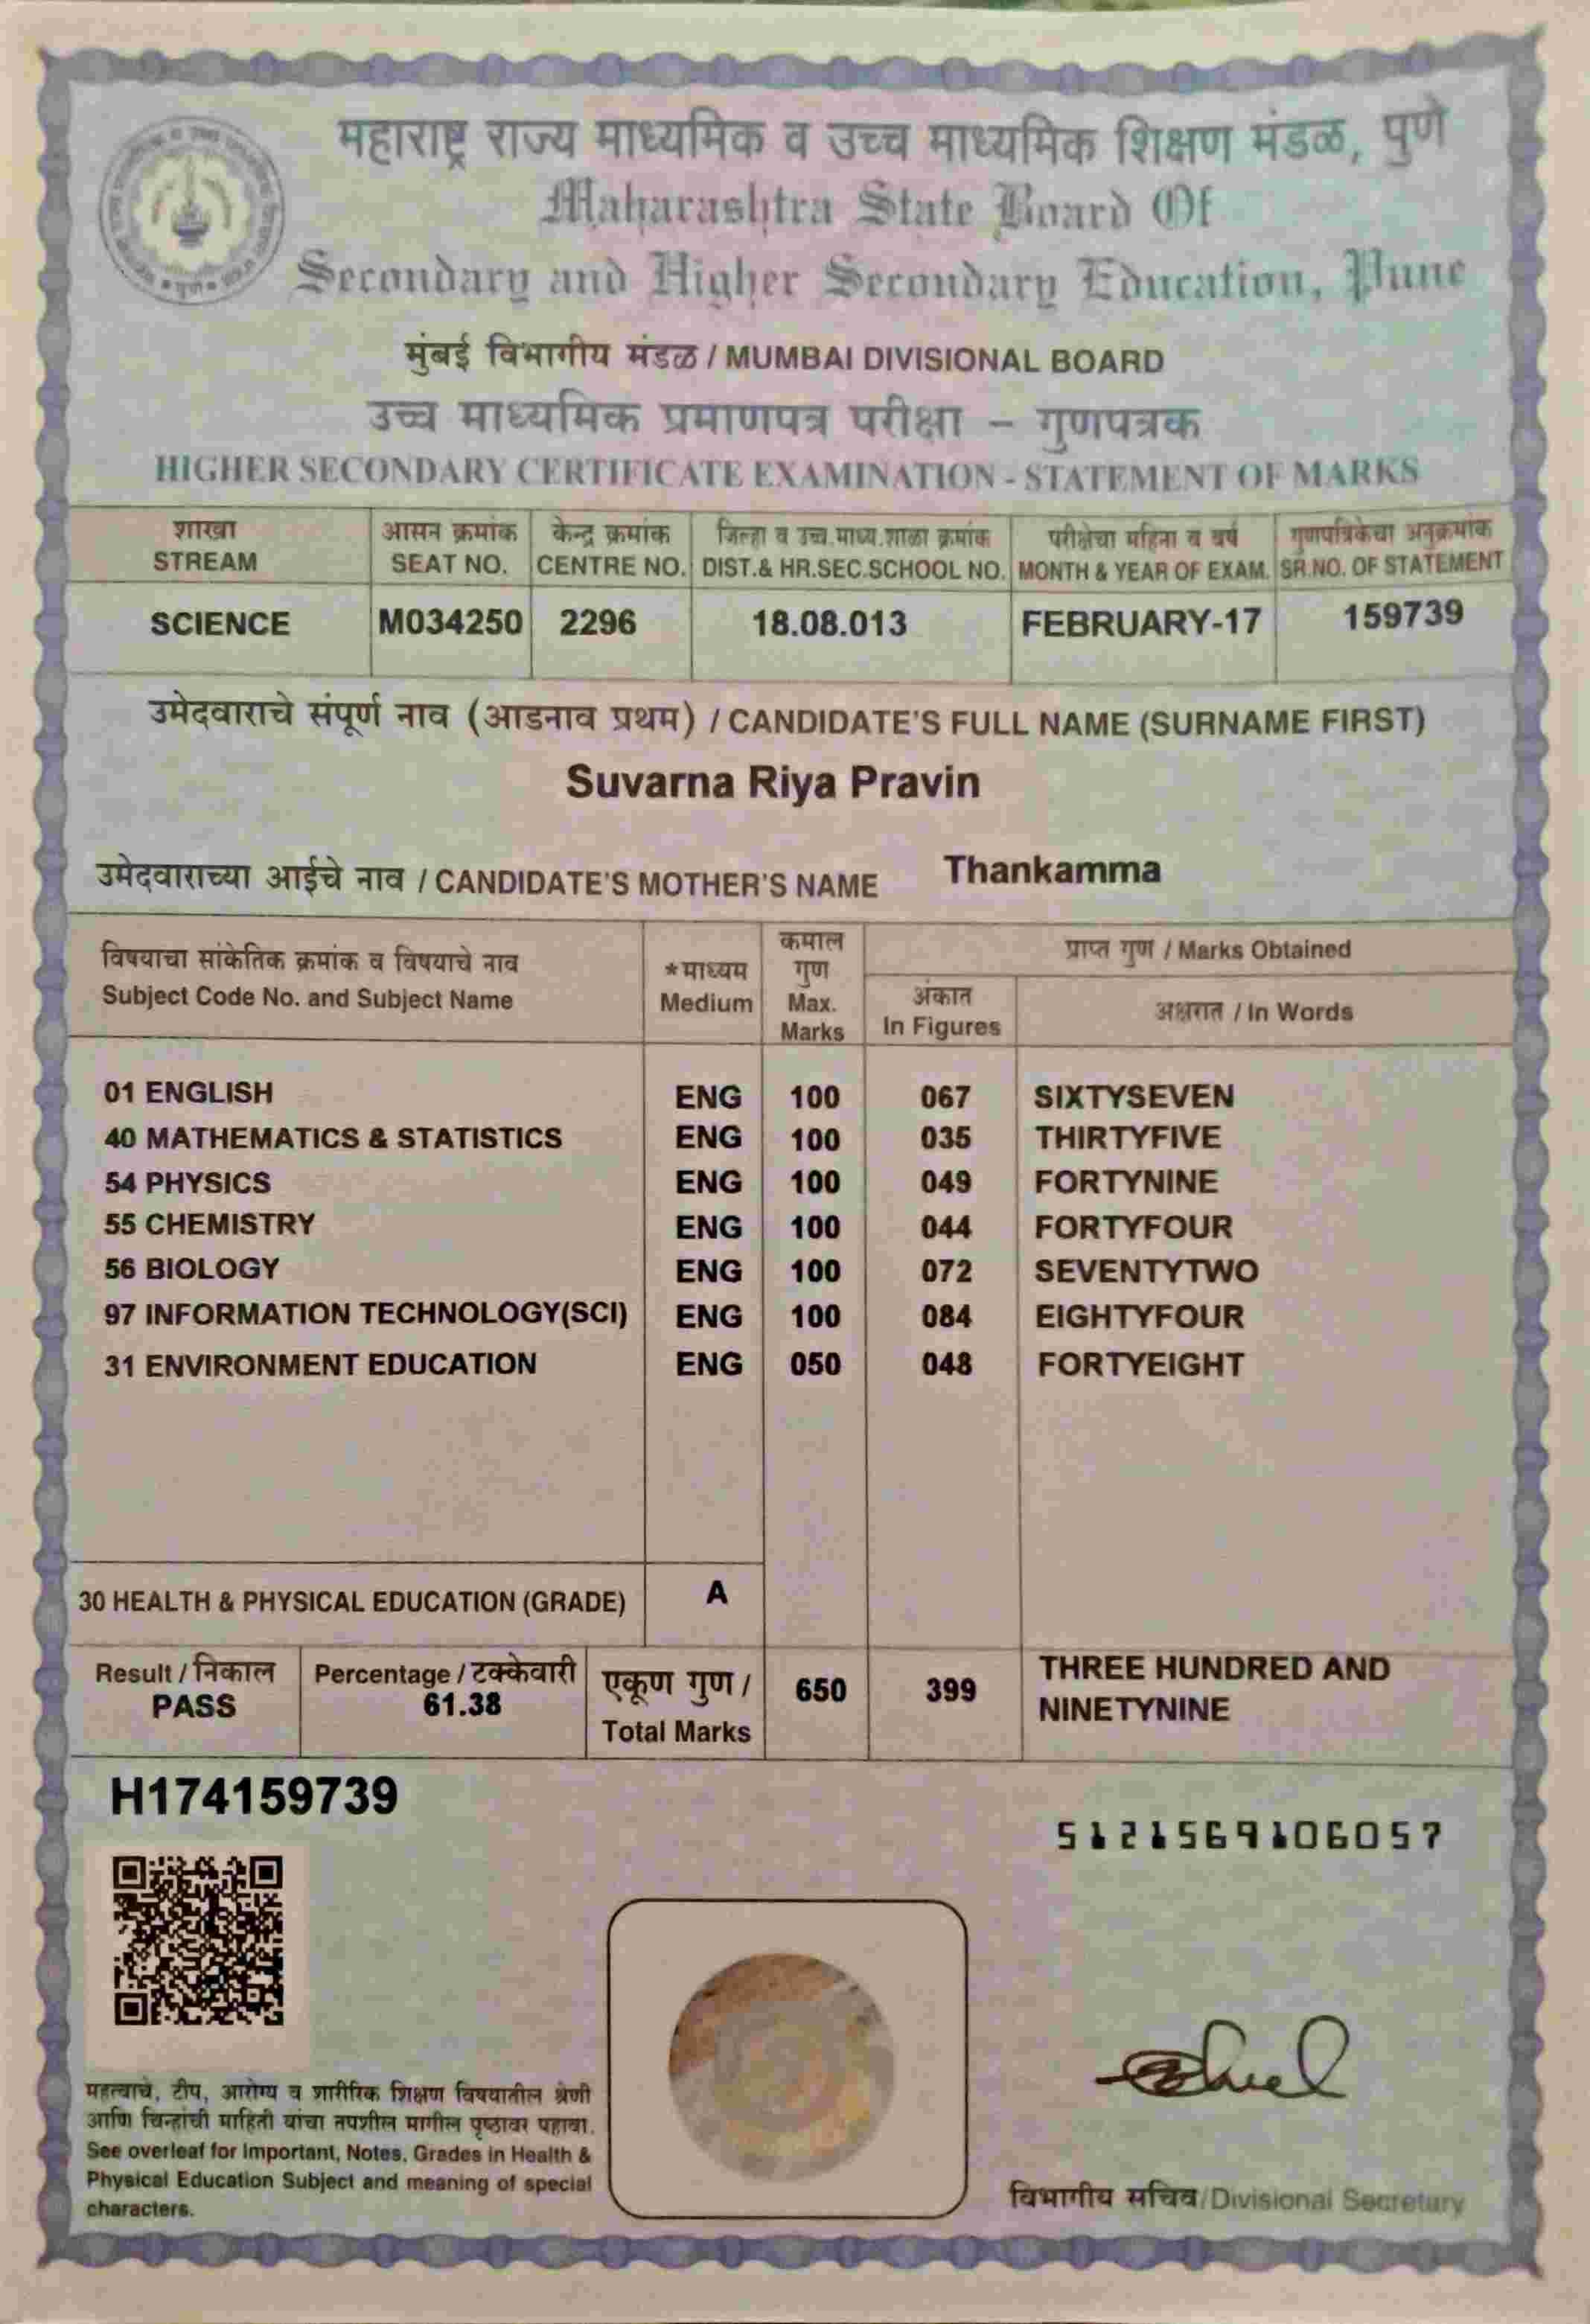 महाराष्ट्र राज्य माध्यमिक व उच्च माध्यमिक शिक्षण मंडळ, पुणे
Maharashtra State Board Of
Secondary and Higher Secondary Education, Pune
मुंबई विभागीय मंडळ / MUMBAI DIVISIONAL BOARD
उच्च माध्यमिक प्रमाणपत्र परीक्षा – गुणपत्रक
HIGHER SECONDARY CERTIFICATE EXAMINATION - STATEMENT OF MARKS
शाखा आसन क्रमांक केन्द्र क्रमांक जिल्हा व उच्च.माध्य.शाळा क्रमांक परीक्षेचा महिना व वर्ष गुणपत्रिकेचा अनुक्रमांक
STREAM SEAT NO. CENTRE NO. DIST.& HR.SEC.SCHOOL NO. MONTH & YEAR OF EXAM. SR.NO. OF STATEMENT
SCIENCE M034250 2296 18.08.013 FEBRUARY-17 159739
उमेदवाराचे संपूर्ण नाव (आडनाव प्रथम) / CANDIDATE'S FULL NAME (SURNAME FIRST)
Suvarna Riya Pravin
उमेदवाराच्या आईचे नाव / CANDIDATE'S MOTHER'S NAME Thankamma
विषयाचा सांकेतिक क्रमांक व विषयाचे नाव
Subject Code No. and Subject Name
*माध्यम
Medium
कमाल
गुण
Max.
Marks
प्राप्त गुण / Marks Obtained
अंकात
In Figures
अक्षरात / In Words
01 ENGLISH ENG 100 067 SIXTYSEVEN
40 MATHEMATICS & STATISTICS ENG 100 035 THIRTYFIVE
54 PHYSICS ENG 100 049 FORTYNINE
55 CHEMISTRY ENG 100 044 FORTYFOUR
56 BIOLOGY ENG 100 072 SEVENTYTWO
97 INFORMATION TECHNOLOGY(SCI) ENG 100 084 EIGHTYFOUR
31 ENVIRONMENT EDUCATION ENG 050 048 FORTYEIGHT
30 HEALTH & PHYSICAL EDUCATION (GRADE) A
Result / निकाल
PASS
Percentage / टक्केवारी
61.38
एकूण गुण /
Total Marks
650
399
THREE HUNDRED AND
NINETYNINE
H174159739
5121569106057
महत्वाचे, टीप, आरोग्य व शारीरिक शिक्षण विषयातील श्रेणी
आणि चिन्हांची माहिती यांचा तपशील मागील पृष्ठावर पहावा.
See overleaf for Important, Notes, Grades in Health &
Physical Education Subject and meaning of special
characters.
विभागीय सचिव/Divisional Secretary